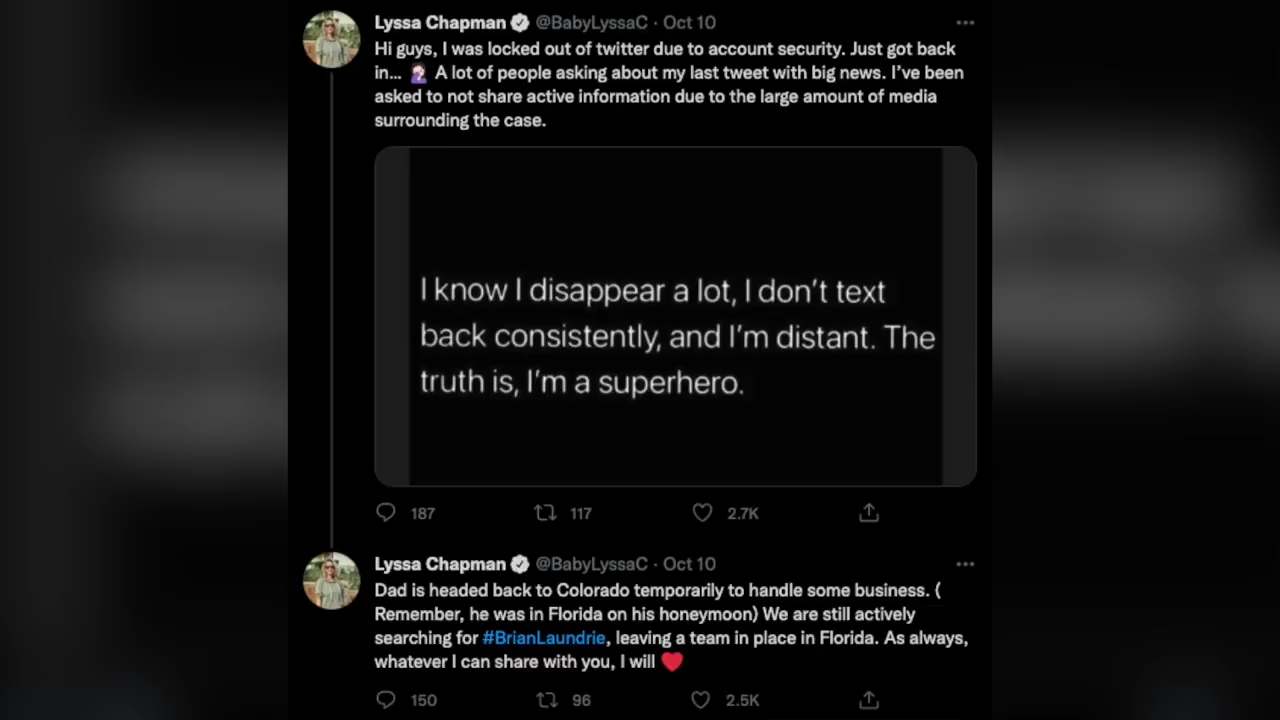 Lyssa Chapman @BabyLyssaC · Oct 10
Hi guys, I was locked out of twitter due to account security. Just got back
in... 🤦🏻‍♀️ A lot of people asking about my last tweet with big news. I've been
asked to not share active information due to the large amount of media
surrounding the case.
I know I disappear a lot, I don't text
back consistently, and I'm distant. The
truth is, I'm a superhero.
187 117 2.7K
Lyssa Chapman @BabyLyssaC · Oct 10
Dad is headed back to Colorado temporarily to handle some business. (
Remember, he was in Florida on his honeymoon) We are still actively
searching for #BrianLaundrie, leaving a team in place in Florida. As always,
whatever I can share with you, I will ❤️
150 96 2.5K